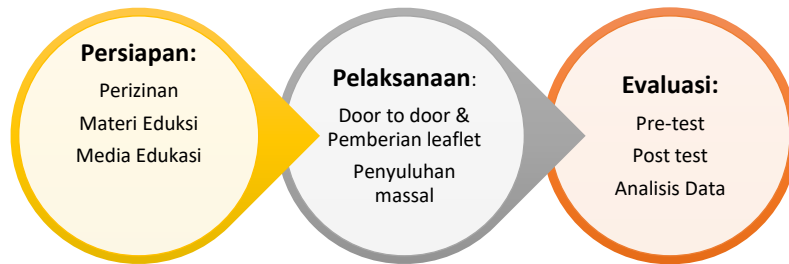 Persiapan:
Perizinan
Materi Eduksi
Media Edukasi
Pelaksanaan:
Door to door &
Pemberian leaflet
Penyuluhan
massal
Evaluasi:
Pre-test
Post test
Analisis Data